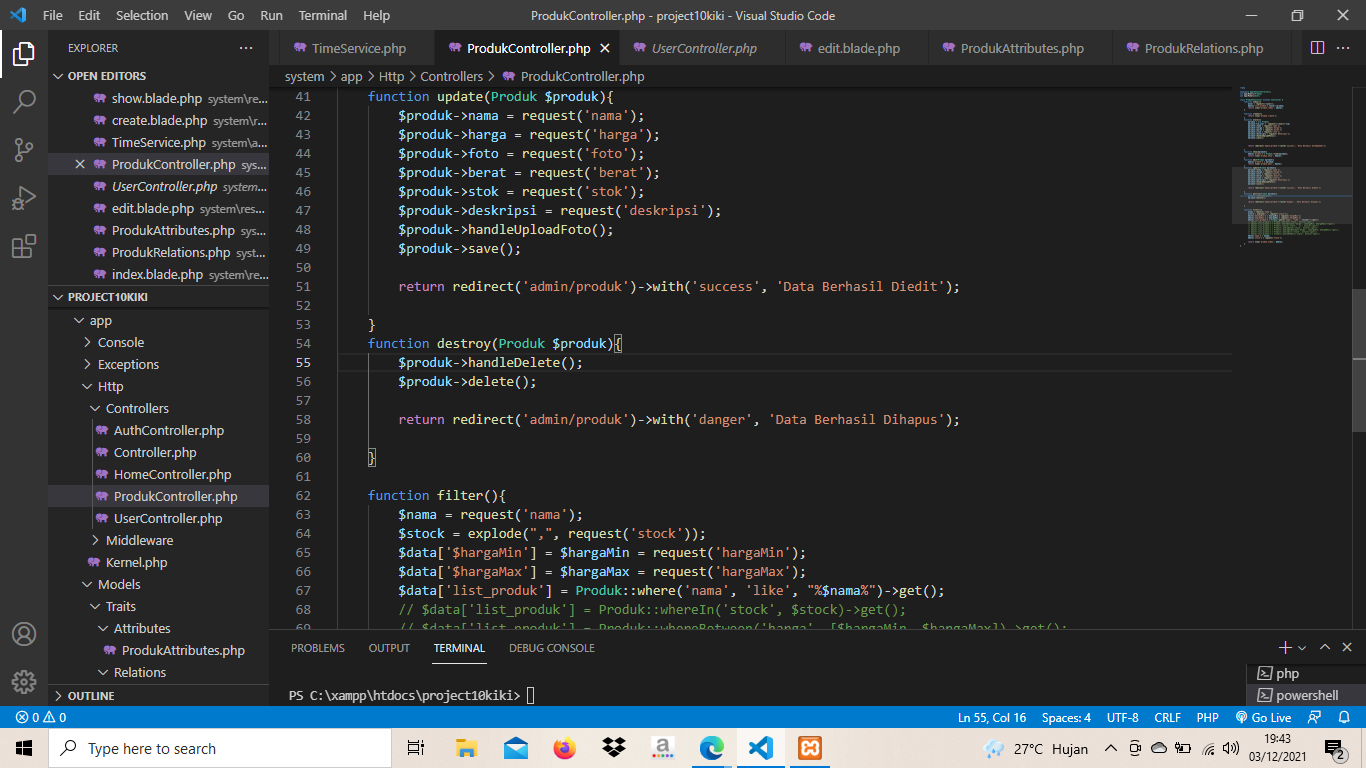 File Edit Selection View Go Run Terminal Help ProdukController.php - project10kiki - Visual Studio Code
EXPLORER
TimeService.php ProdukController.php UserController.php edit.blade.php ProdukAttributes.php ProdukRelations.php
system > app > Http > Controllers > ProdukController.php
OPEN EDITORS
show.blade.php system\re...
create.blade.php system\r...
TimeService.php system\a...
ProdukController.php sys...
UserController.php system...
edit.blade.php system\res...
ProdukAttributes.php sys...
ProdukRelations.php syst...
index.blade.php system\re...
PROJECT10KIKI
app
Console
Exceptions
Http
Controllers
AuthController.php
Controller.php
HomeController.php
ProdukController.php
UserController.php
Middleware
Kernel.php
Models
Traits
Attributes
ProdukAttributes.php
Relations
OUTLINE
41 function update(Produk $produk){
42 $produk->nama = request('nama');
43 $produk->harga = request('harga');
44 $produk->foto = request('foto');
45 $produk->berat = request('berat');
46 $produk->stok = request('stok');
47 $produk->deskripsi = request('deskripsi');
48 $produk->handleUploadFoto();
49 $produk->save();
50
51 return redirect('admin/produk')->with('success', 'Data Berhasil Diedit');
52
53 }
54 function destroy(Produk $produk){
55 $produk->handleDelete();
56 $produk->delete();
57
58 return redirect('admin/produk')->with('danger', 'Data Berhasil Dihapus');
59
60 }
61
62 function filter(){
63 $nama = request('nama');
64 $stock = explode(",", request('stock'));
65 $data['$hargaMin'] = $hargaMin = request('hargaMin');
66 $data['$hargaMax'] = $hargaMax = request('hargaMax');
67 $data['list_produk'] = Produk::where('nama', 'like', "%$nama%")->get();
68 // $data['list_produk'] = Produk::whereIn('stock', $stock)->get();
69 // $data['list_produk'] = Produk::whereBetween('harga', [$hargaMin, $hargaMax])->get();
PROBLEMS OUTPUT TERMINAL DEBUG CONSOLE
PS C:\xampp\htdocs\project10kiki>
php
powershell
0 0 Ln 55, Col 16 Spaces: 4 UTF-8 CRLF PHP Go Live
Type here to search
27°C Hujan
19:43
03/12/2021
2